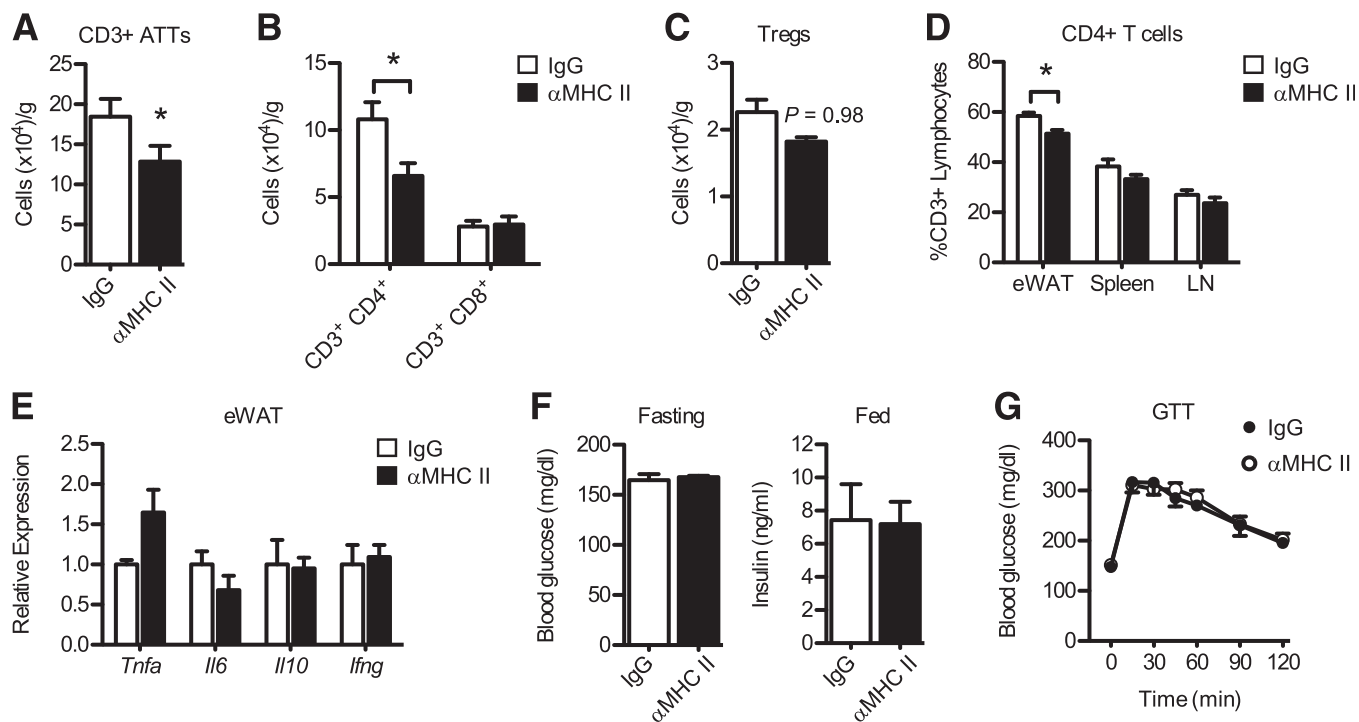 A
CD3+ ATTs
Cells (x10⁴)/g
25
20
15
10
5
0
*
IgG
αMHC II
B
IgG
αMHC II
Cells (x10⁴)/g
15
10
5
0
*
CD3⁺ CD4⁺
CD3⁺ CD8⁺
C
Tregs
Cells (x10⁴)/g
3
2
1
0
P = 0.98
IgG
αMHC II
D
CD4+ T cells
IgG
αMHC II
%CD3+ Lymphocytes
80
60
40
20
0
*
eWAT Spleen LN
E
eWAT
IgG
αMHC II
Relative Expression
2.5
2.0
1.5
1.0
0.5
0.0
Tnfa Il6 Il10 Ifng
F
Fasting
Blood glucose (mg/dl)
200
150
100
50
0
IgG
αMHC II
Fed
Insulin (ng/ml)
12
10
8
6
4
2
0
IgG
αMHC II
G
GTT
IgG
αMHC II
Blood glucose (mg/dl)
400
300
200
100
0
0 30 60 90 120
Time (min)